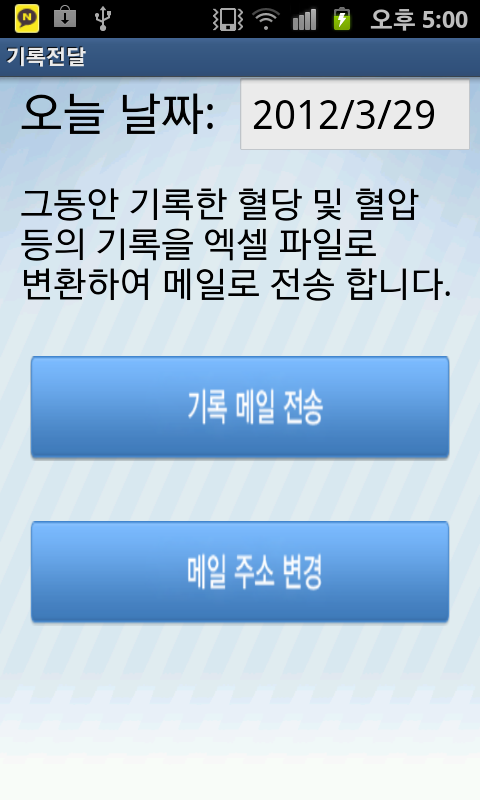 오후 5:00
기록전달
오늘 날짜: 2012/3/29
그동안 기록한 혈당 및 혈압
등의 기록을 엑셀 파일로
변환하여 메일로 전송 합니다.
기록 메일 전송
메일 주소 변경